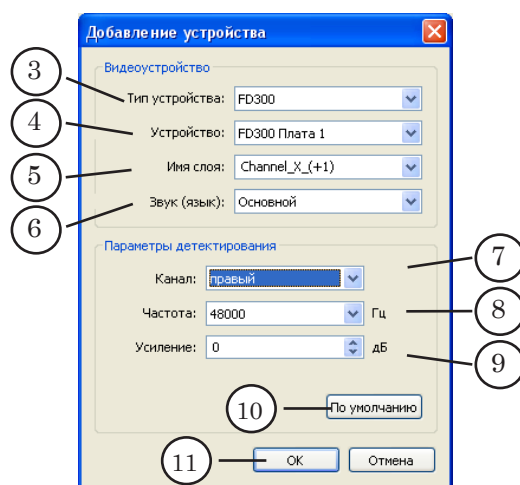 Добавление устройства
Видеоустройство
3
Тип устройства: FD300
4
Устройство: FD300 Плата 1
5
Имя слоя: Channel_X_(+1)
6
Звук (язык): Основной
Параметры детектирования
7
Канал: правый
8
Частота: 48000 Гц
9
Усиление: 0 дБ
10
По умолчанию
11
OK Отмена